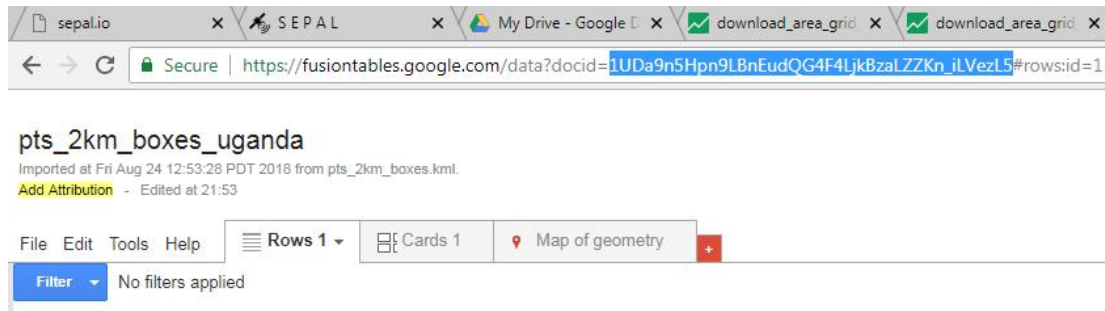 sepal.io S E P A L My Drive - Google D download_area_grid download_area_grid
Secure https://fusiontables.google.com/data?docid=1UDa9n5Hpn9LBnEudQG4F4LjkBzaLZZKn_iLVezL5#rows:id=1
pts_2km_boxes_uganda
Imported at Fri Aug 24 12:53:28 PDT 2018 from pts_2km_boxes.kml.
Add Attribution - Edited at 21:53
File Edit Tools Help Rows 1 Cards 1 Map of geometry +
Filter No filters applied